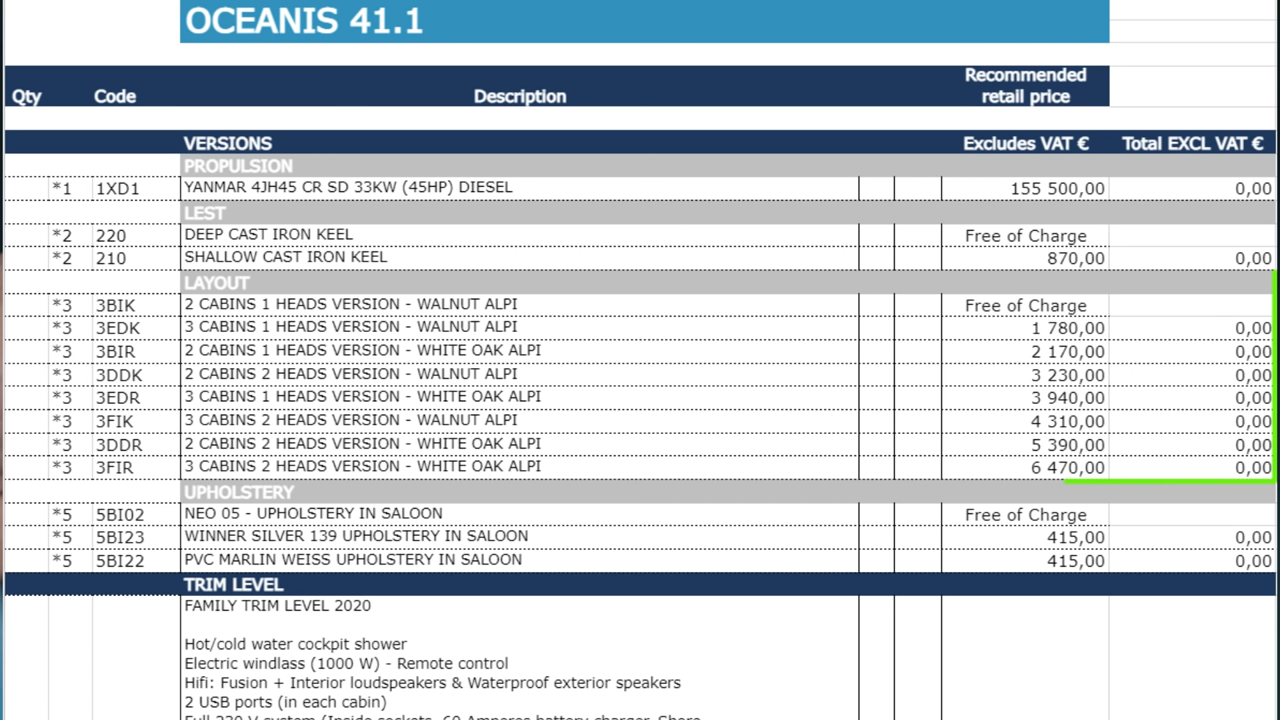 OCEANIS 41.1
Recommended
Qty Code Description retail price
VERSIONS Excludes VAT € Total EXCL VAT €
PROPULSION
*1 1XD1 YANMAR 4JH45 CR SD 33KW (45HP) DIESEL 155 500,00 0,00
LEST
*2 220 DEEP CAST IRON KEEL Free of Charge
*2 210 SHALLOW CAST IRON KEEL 870,00 0,00
LAYOUT
*3 3BIK 2 CABINS 1 HEADS VERSION - WALNUT ALPI Free of Charge
*3 3EDK 3 CABINS 1 HEADS VERSION - WALNUT ALPI 1 780,00 0,00
*3 3BIR 2 CABINS 1 HEADS VERSION - WHITE OAK ALPI 2 170,00 0,00
*3 3DDK 2 CABINS 2 HEADS VERSION - WALNUT ALPI 3 230,00 0,00
*3 3EDR 3 CABINS 1 HEADS VERSION - WHITE OAK ALPI 3 940,00 0,00
*3 3FIK 3 CABINS 2 HEADS VERSION - WALNUT ALPI 4 310,00 0,00
*3 3DDR 2 CABINS 2 HEADS VERSION - WHITE OAK ALPI 5 390,00 0,00
*3 3FIR 3 CABINS 2 HEADS VERSION - WHITE OAK ALPI 6 470,00 0,00
UPHOLSTERY
*5 5BI02 NEO 05 - UPHOLSTERY IN SALOON Free of Charge
*5 5BI23 WINNER SILVER 139 UPHOLSTERY IN SALOON 415,00 0,00
*5 5BI22 PVC MARLIN WEISS UPHOLSTERY IN SALOON 415,00 0,00
TRIM LEVEL
FAMILY TRIM LEVEL 2020
Hot/cold water cockpit shower
Electric windlass (1000 W) - Remote control
Hifi: Fusion + Interior loudspeakers & Waterproof exterior speakers
2 USB ports (in each cabin)
Full 230 V system (Inside sockets, 60 Amperes battery charger, Shore